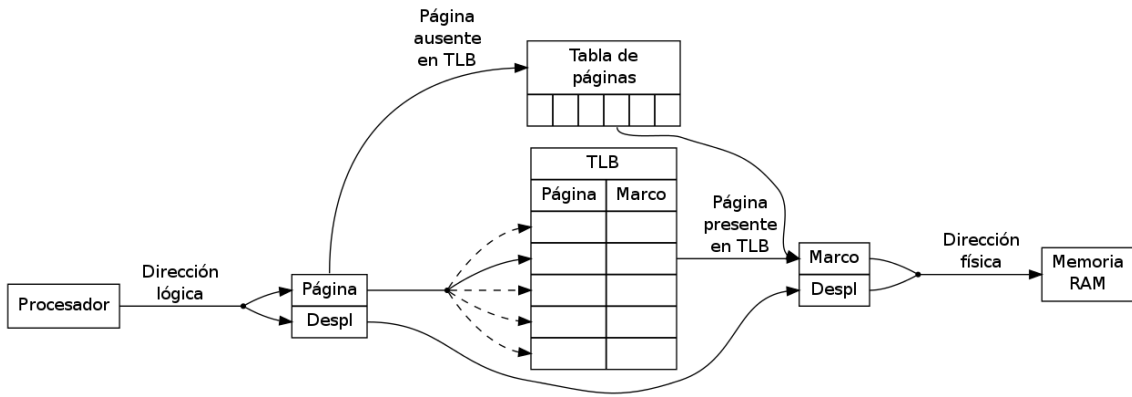 Página
ausente
en TLB
Tabla de
páginas
TLB
Página Marco
Página
presente
en TLB
Dirección
lógica
Procesador
Página
Despl
Marco
Despl
Dirección
física
Memoria
RAM